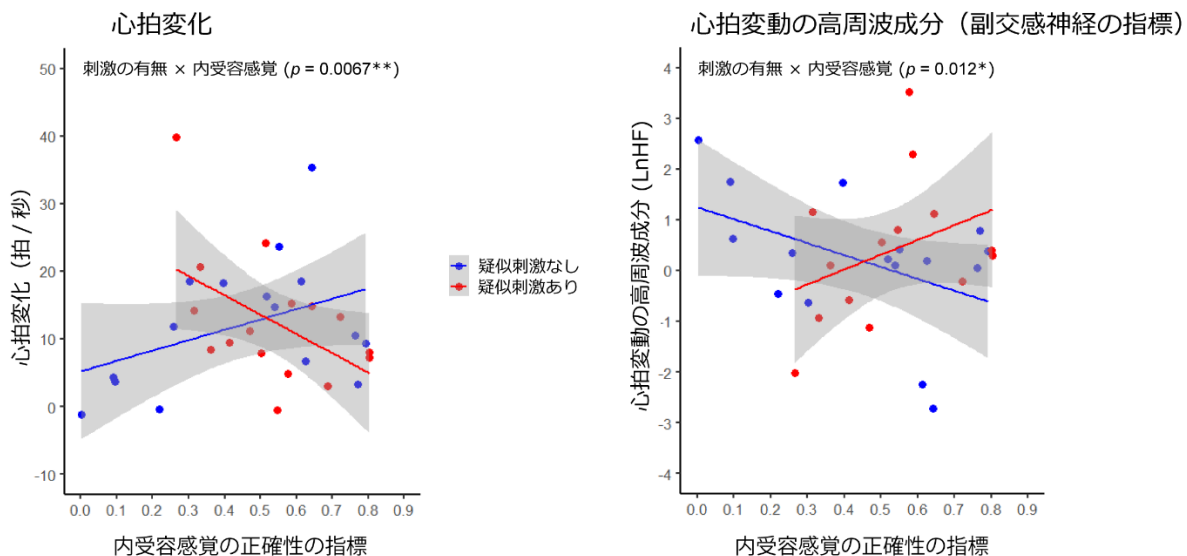 心拍変化
刺激の有無 × 内受容感覚 (p = 0.0067**)
心拍変化（拍 / 秒）
50
40
30
20
10
0
-10
0.0 0.1 0.2 0.3 0.4 0.5 0.6 0.7 0.8 0.9
内受容感覚の正確性の指標
疑似刺激なし
疑似刺激あり
心拍変動の高周波成分（副交感神経の指標）
刺激の有無 × 内受容感覚 (p = 0.012*)
心拍変動の高周波成分（LnHF）
4
3
2
1
0
-1
-2
-3
-4
0.0 0.1 0.2 0.3 0.4 0.5 0.6 0.7 0.8 0.9
内受容感覚の正確性の指標